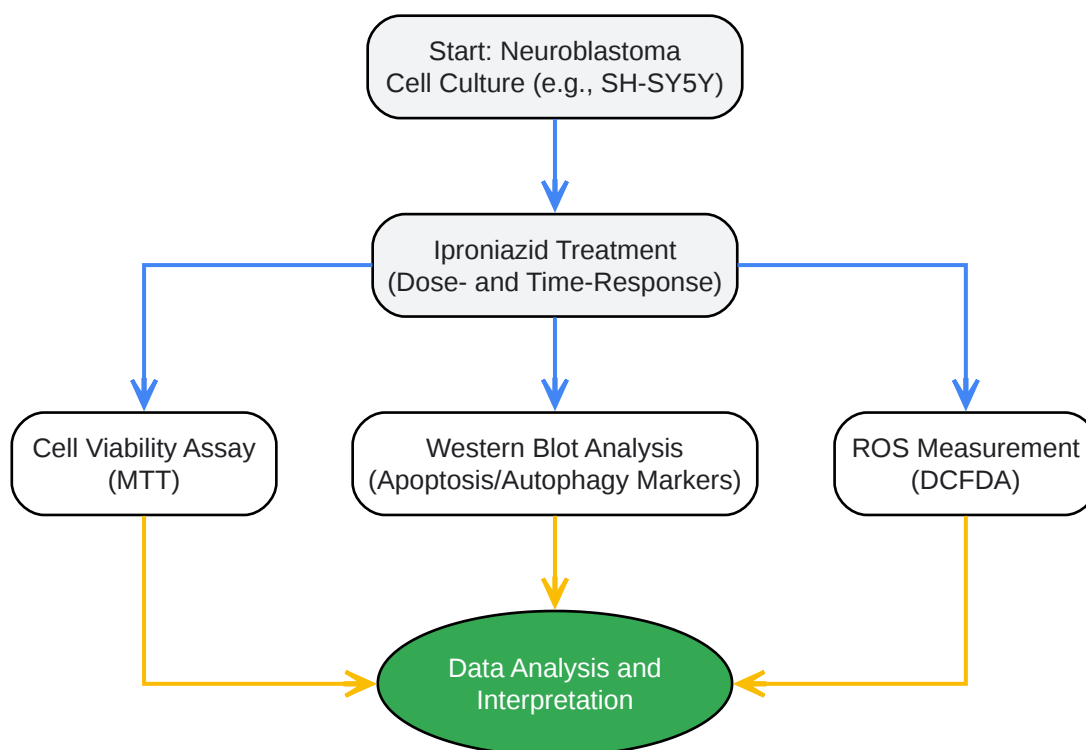 Start: Neuroblastoma
Cell Culture (e.g., SH-SY5Y)
Iproniazid Treatment
(Dose- and Time-Response)
Cell Viability Assay
(MTT)
Western Blot Analysis
(Apoptosis/Autophagy Markers)
ROS Measurement
(DCFDA)
Data Analysis and
Interpretation